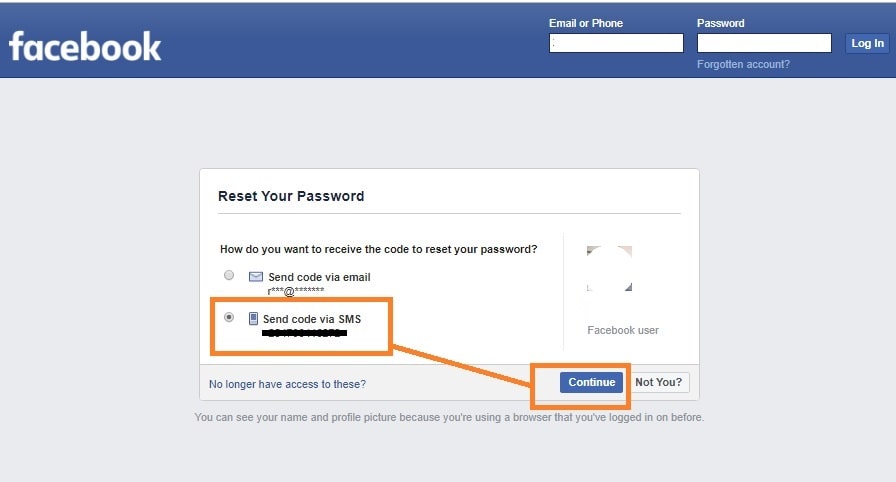 Email or Phone
Password
facebook
Log In
Forgotten account?
Reset Your Password
How do you want to receive the code to reset your password?
Send code via email
r***@*******
Send code via SMS
Facebook user
No longer have access to these?
Continue
Not You?
You can see your name and profile picture because you're using a browser that you've logged in on before.